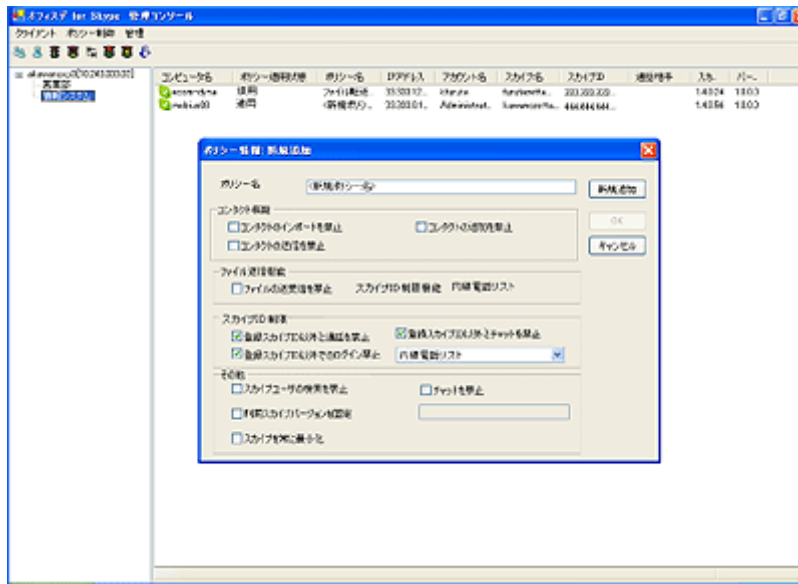 オフィスデ for Skype 管理コンソール
クライアント ポリシー制御 管理
コンピュータ名 ポリシー適用状態 ポリシー名 IPアドレス アカウント名 スカイプ名 スカイプID 通話相手
営業部
適用
適用 <新規ポリシ... Administrat...
ポリシー情報: 新規追加
ポリシー名 <新規ポリシー名> 新規追加
コンタクト機能
コンタクトのインポートを禁止 コンタクトの追加を禁止
OK
コンタクトの送信を禁止 キャンセル
ファイル送信機能
ファイルの送受信を禁止 スカイプID制限機能 内線電話リスト
スカイプID制限
登録スカイプID以外と通話を禁止 登録スカイプID以外とチャットを禁止
登録スカイプID以外でのログイン禁止 内線電話リスト
その他
スカイプユーザの検索を禁止 チャットを禁止
利用スカイプバージョンを固定
スカイプを常に最小化